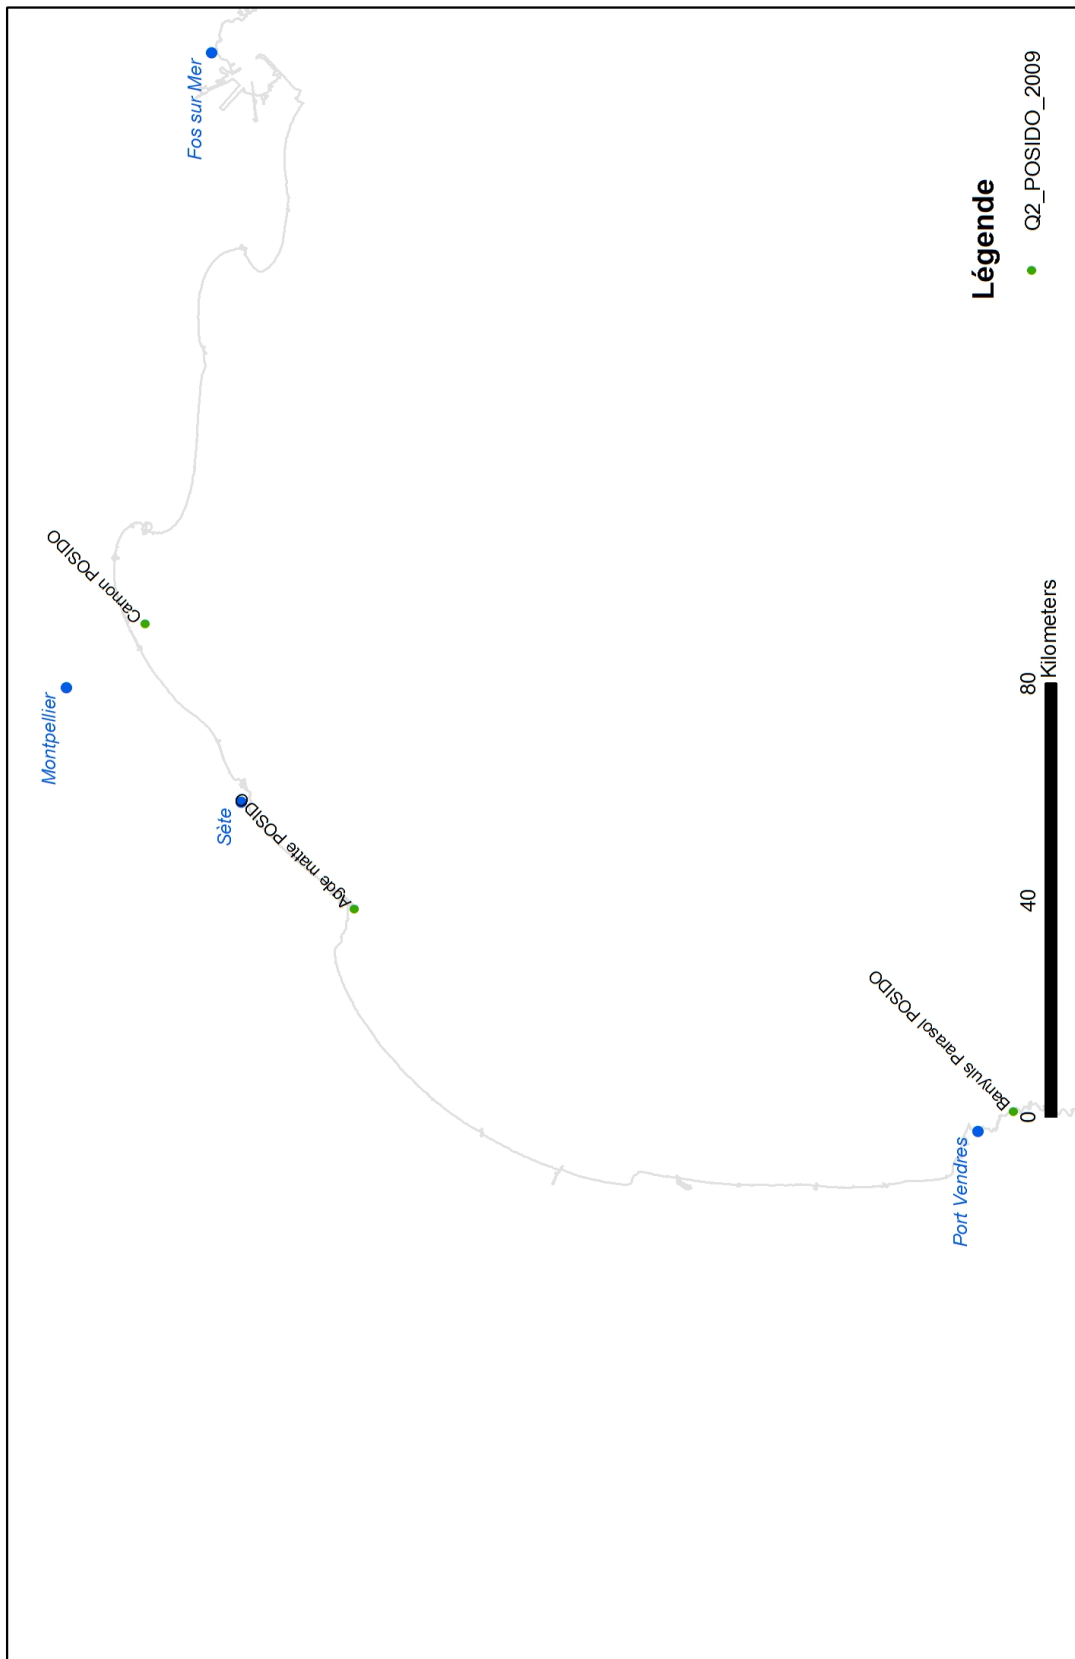 Montpellier
Carnon POSIDO
Fos sur Mer
Sète
Agde matte POSIDO
Banyuls Parasol POSIDO
Port Vendres
Légende
Q2_POSIDO_2009
0 40 80
Kilometers